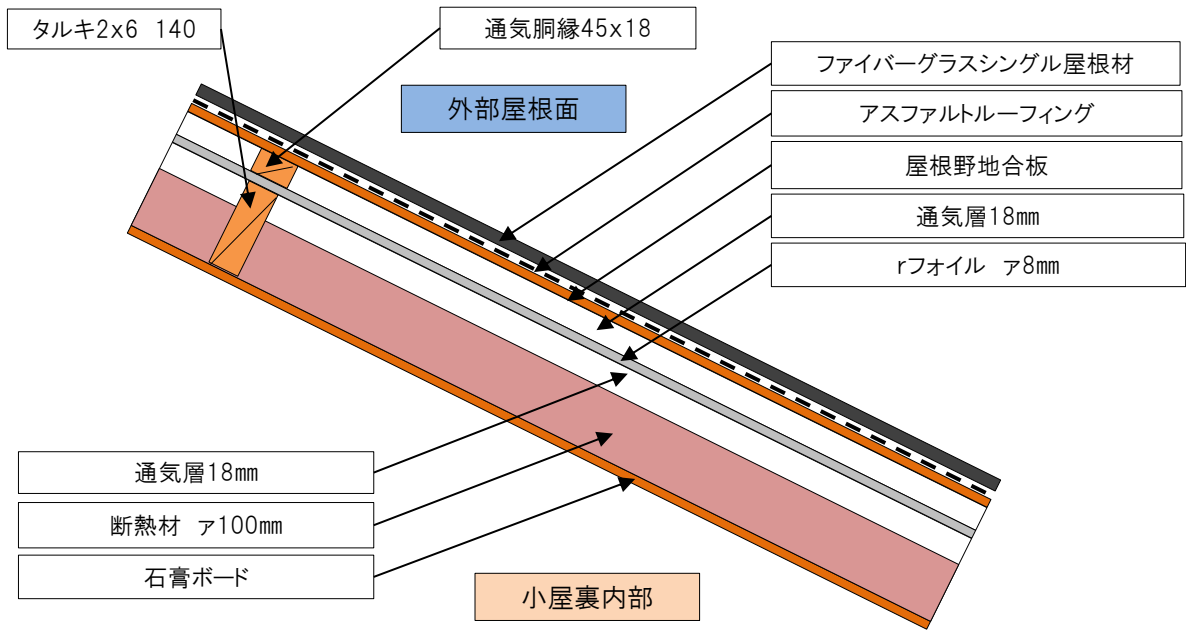 タルキ2x6 140
通気胴縁45x18
外部屋根面
ファイバーグラスシングル屋根材
アスファルトルーフィング
屋根野地合板
通気層18mm
rフォイル ァ8mm
通気層18mm
断熱材 ァ100mm
石膏ボード
小屋裏内部